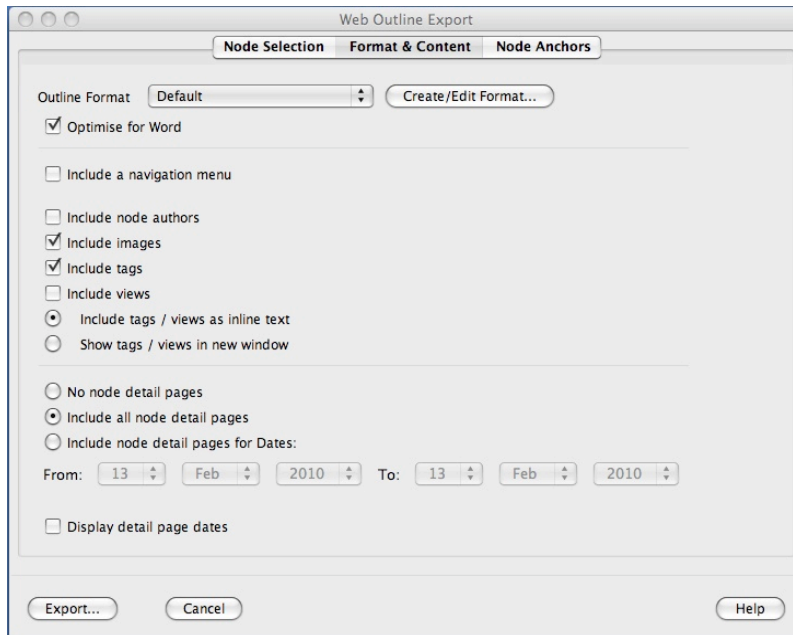 Web Outline Export
Node Selection Format & Content Node Anchors
Outline Format Default Create/Edit Format...
Optimise for Word
Include a navigation menu
Include node authors
Include images
Include tags
Include views
Include tags / views as inline text
Show tags / views in new window
No node detail pages
Include all node detail pages
Include node detail pages for Dates:
From: 13 Feb 2010 To: 13 Feb 2010
Display detail page dates
Export... Cancel Help